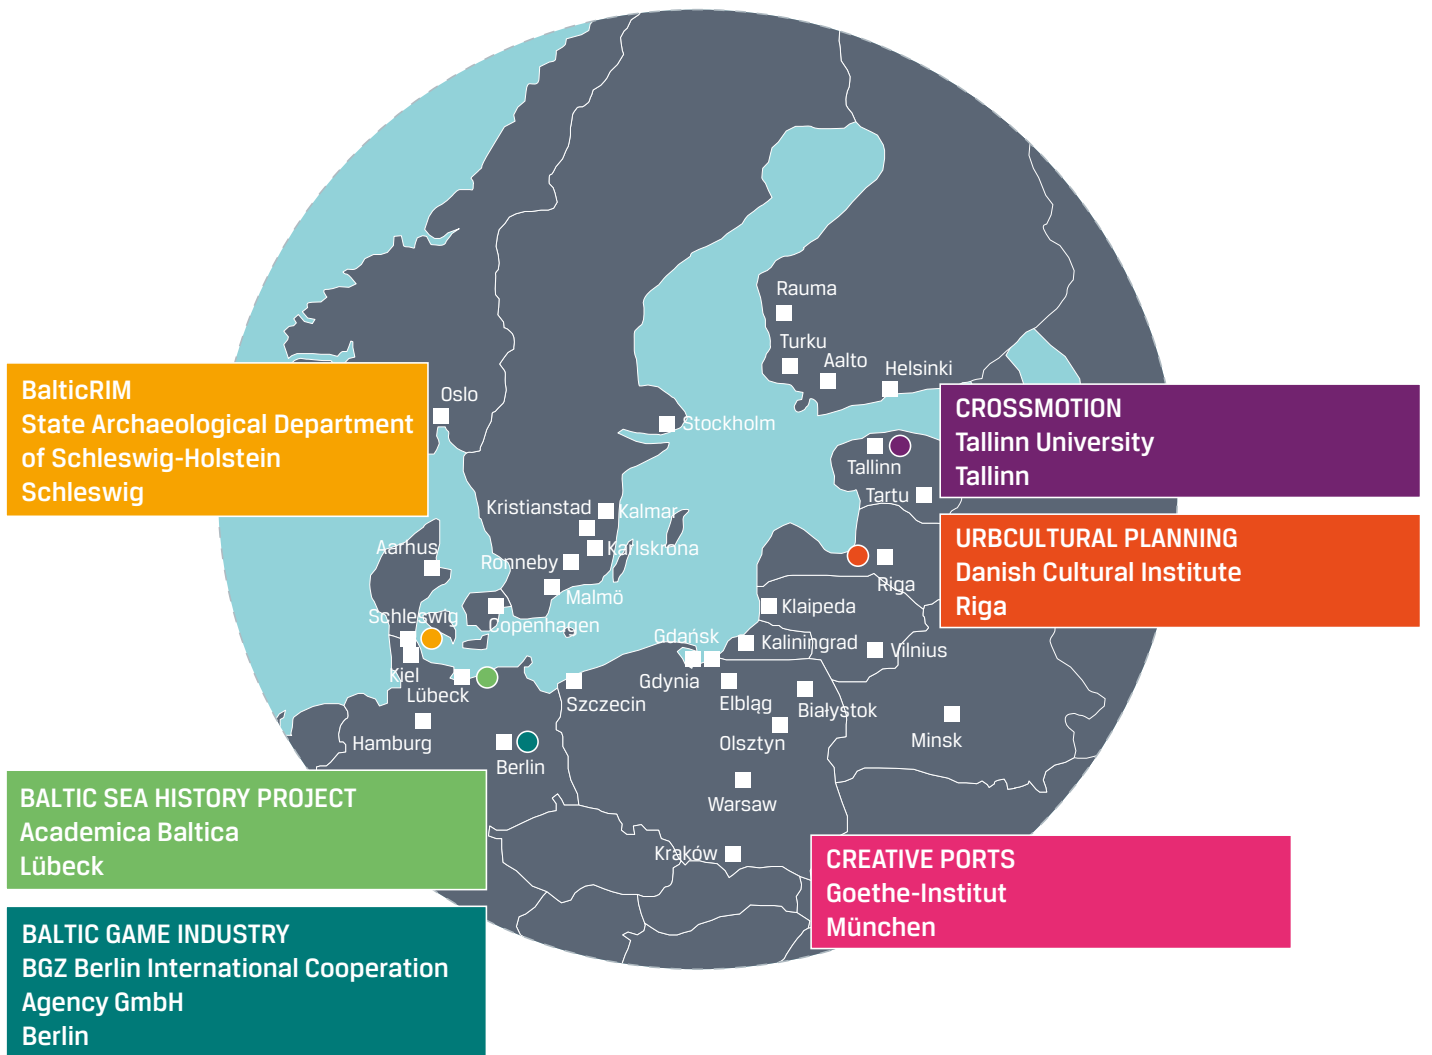 Rauma
Turku
Aalto
Helsinki
Oslo
Stockholm
BalticRIM
State Archaeological Department
of Schleswig-Holstein
Schleswig
CROSSMOTION
Tallinn University
Tallinn
Tallinn
Tartu
Kristianstad
Kalmar
Aarhus
Ronneby
Karlskrona
URBCULTURAL PLANNING
Danish Cultural Institute
Riga
Riga
Malmö
Klaipeda
Schleswig
Copenhagen
Gdańsk
Kaliningrad
Vilnius
Kiel
Lübeck
Gdynia
Szczecin
Elbląg
Białystok
Hamburg
Olsztyn
Minsk
Berlin
Warsaw
BALTIC SEA HISTORY PROJECT
Academica Baltica
Lübeck
Kraków
CREATIVE PORTS
Goethe-Institut
München
BALTIC GAME INDUSTRY
BGZ Berlin International Cooperation
Agency GmbH
Berlin